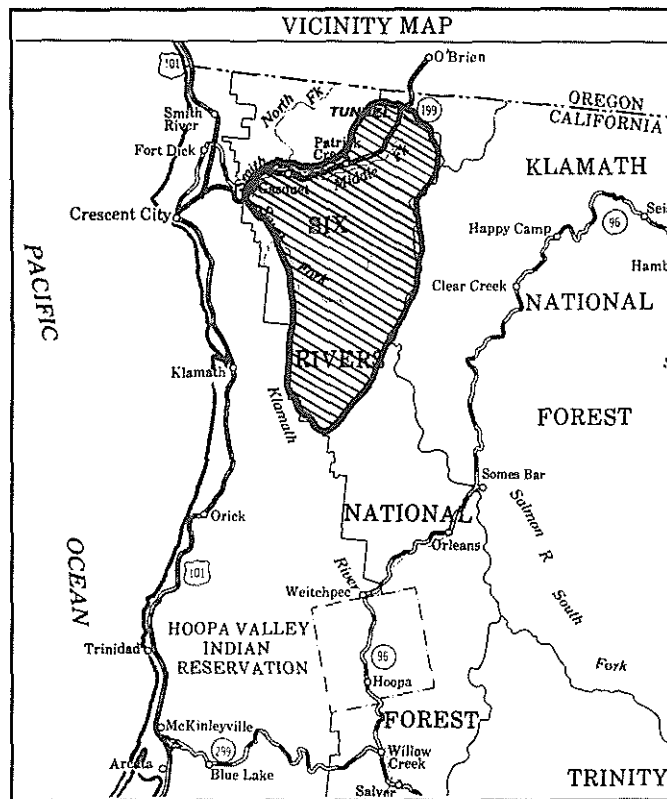 VICINITY MAP
101
O'Brien
OREGON
CALIFORNIA
North Fk
TUNNEL
199
Smith
River
Fort Dick
Patrick
Middle
Fk
Smith
Gasquet
KLAMATH
Crescent City
SIX
96
Sei
Happy Camp
Hamb
PACIFIC
Fork
Clear Creek
NATIONAL
Klamath
RIVERS
Klamath
FOREST
Somes Bar
Salmon R
NATIONAL
Orick
Orleans
OCEAN
101
River
South
Weitchpec
HOOPA VALLEY
INDIAN
RESERVATION
Trinidad
96
Fork
Hoopa
McKinleyville
FOREST
299
Willow
Creek
Arcata
Blue Lake
Salyer
TRINITY